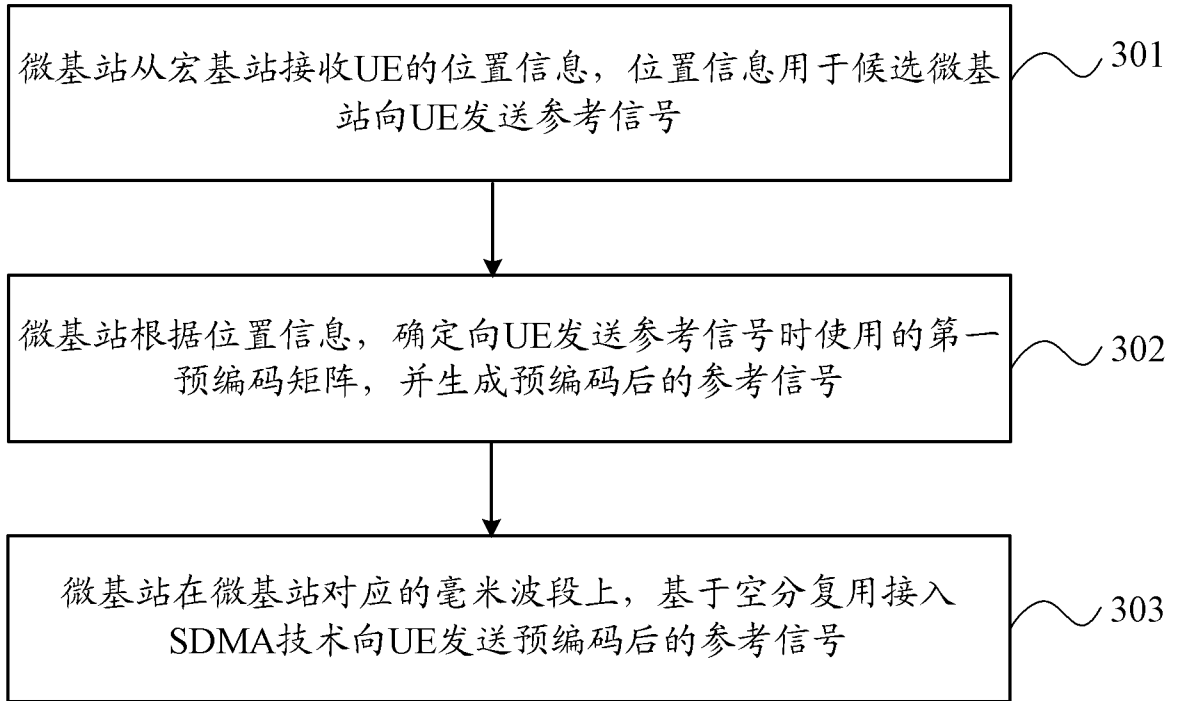 微基站从宏基站接收UE的位置信息，位置信息用于候选微基
站向UE发送参考信号
301
微基站根据位置信息，确定向UE发送参考信号时使用的第一
预编码矩阵，并生成预编码后的参考信号
302
微基站在微基站对应的毫米波段上，基于空分复用接入
SDMA技术向UE发送预编码后的参考信号
303